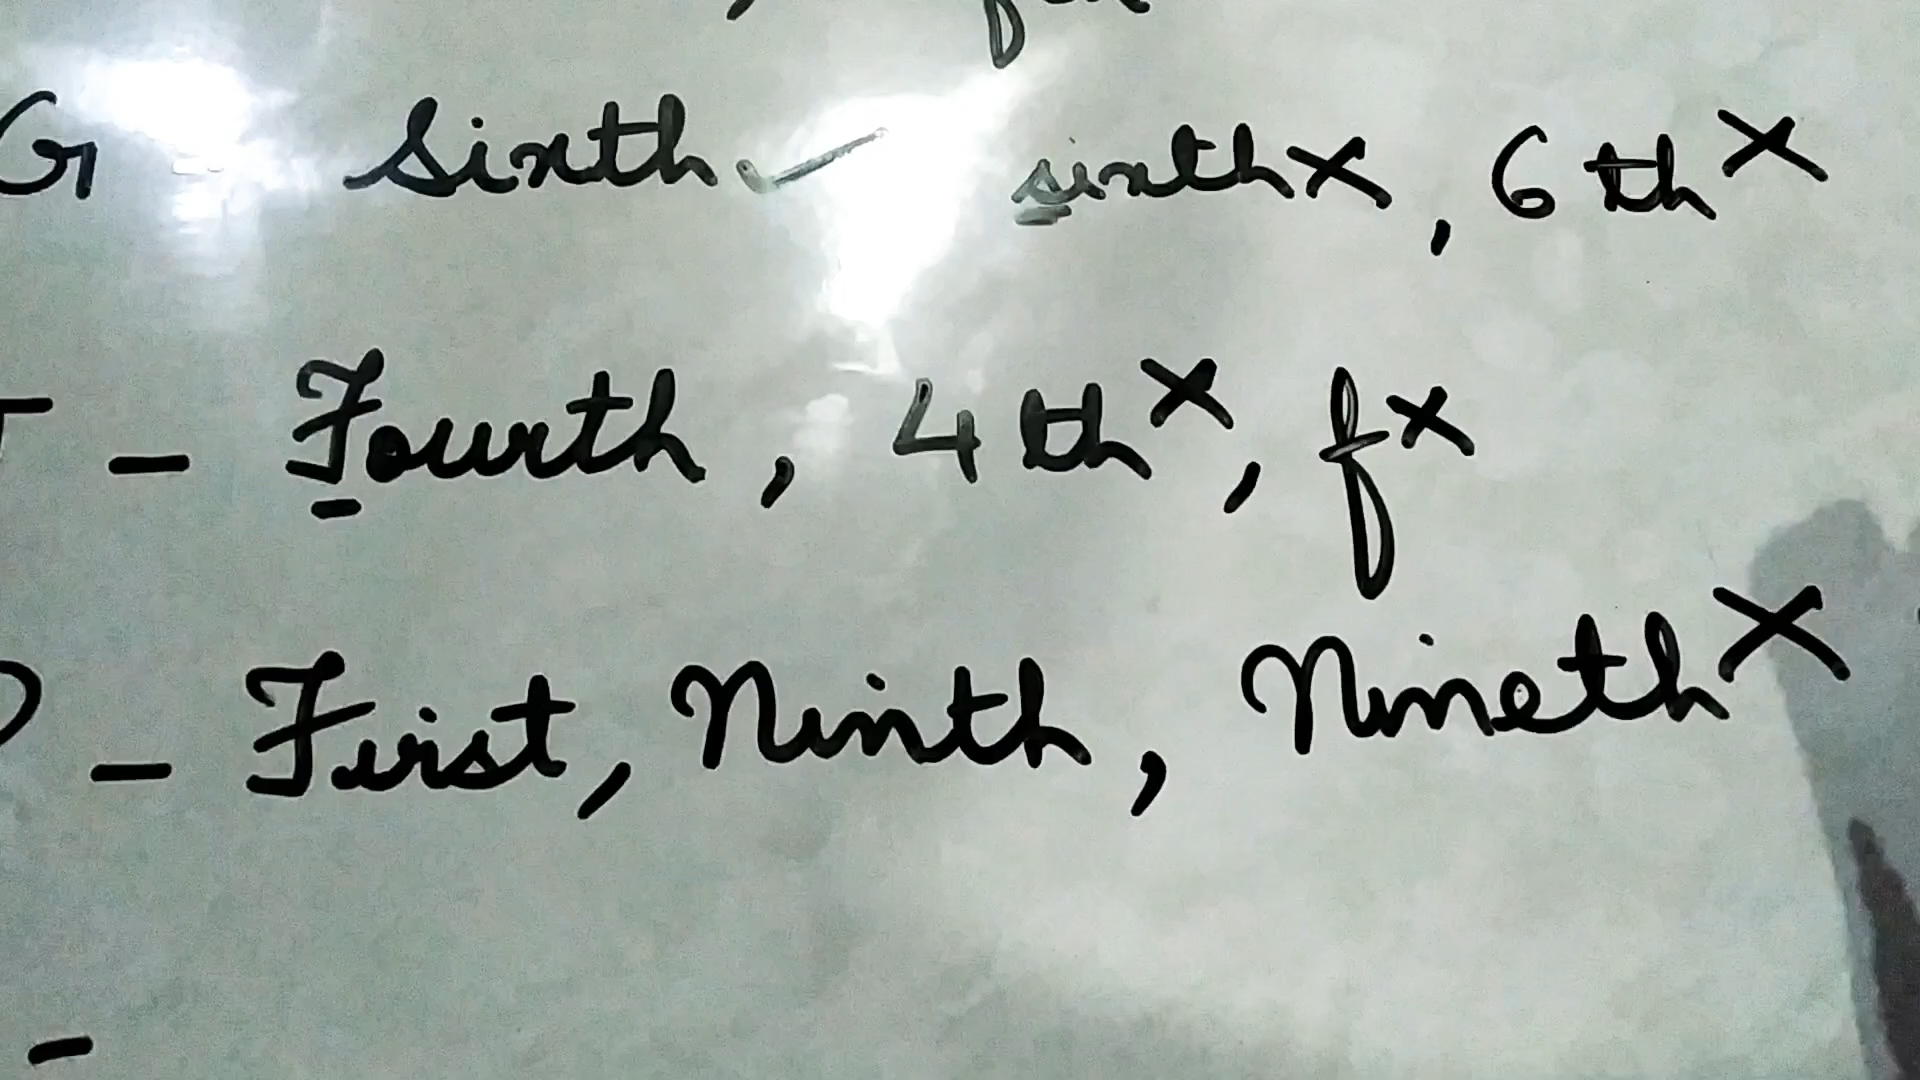 G - Sixth ✓ sixth x, 6th x
- Fourth, 4th x, f x
- First, Ninth, Nineth x
-